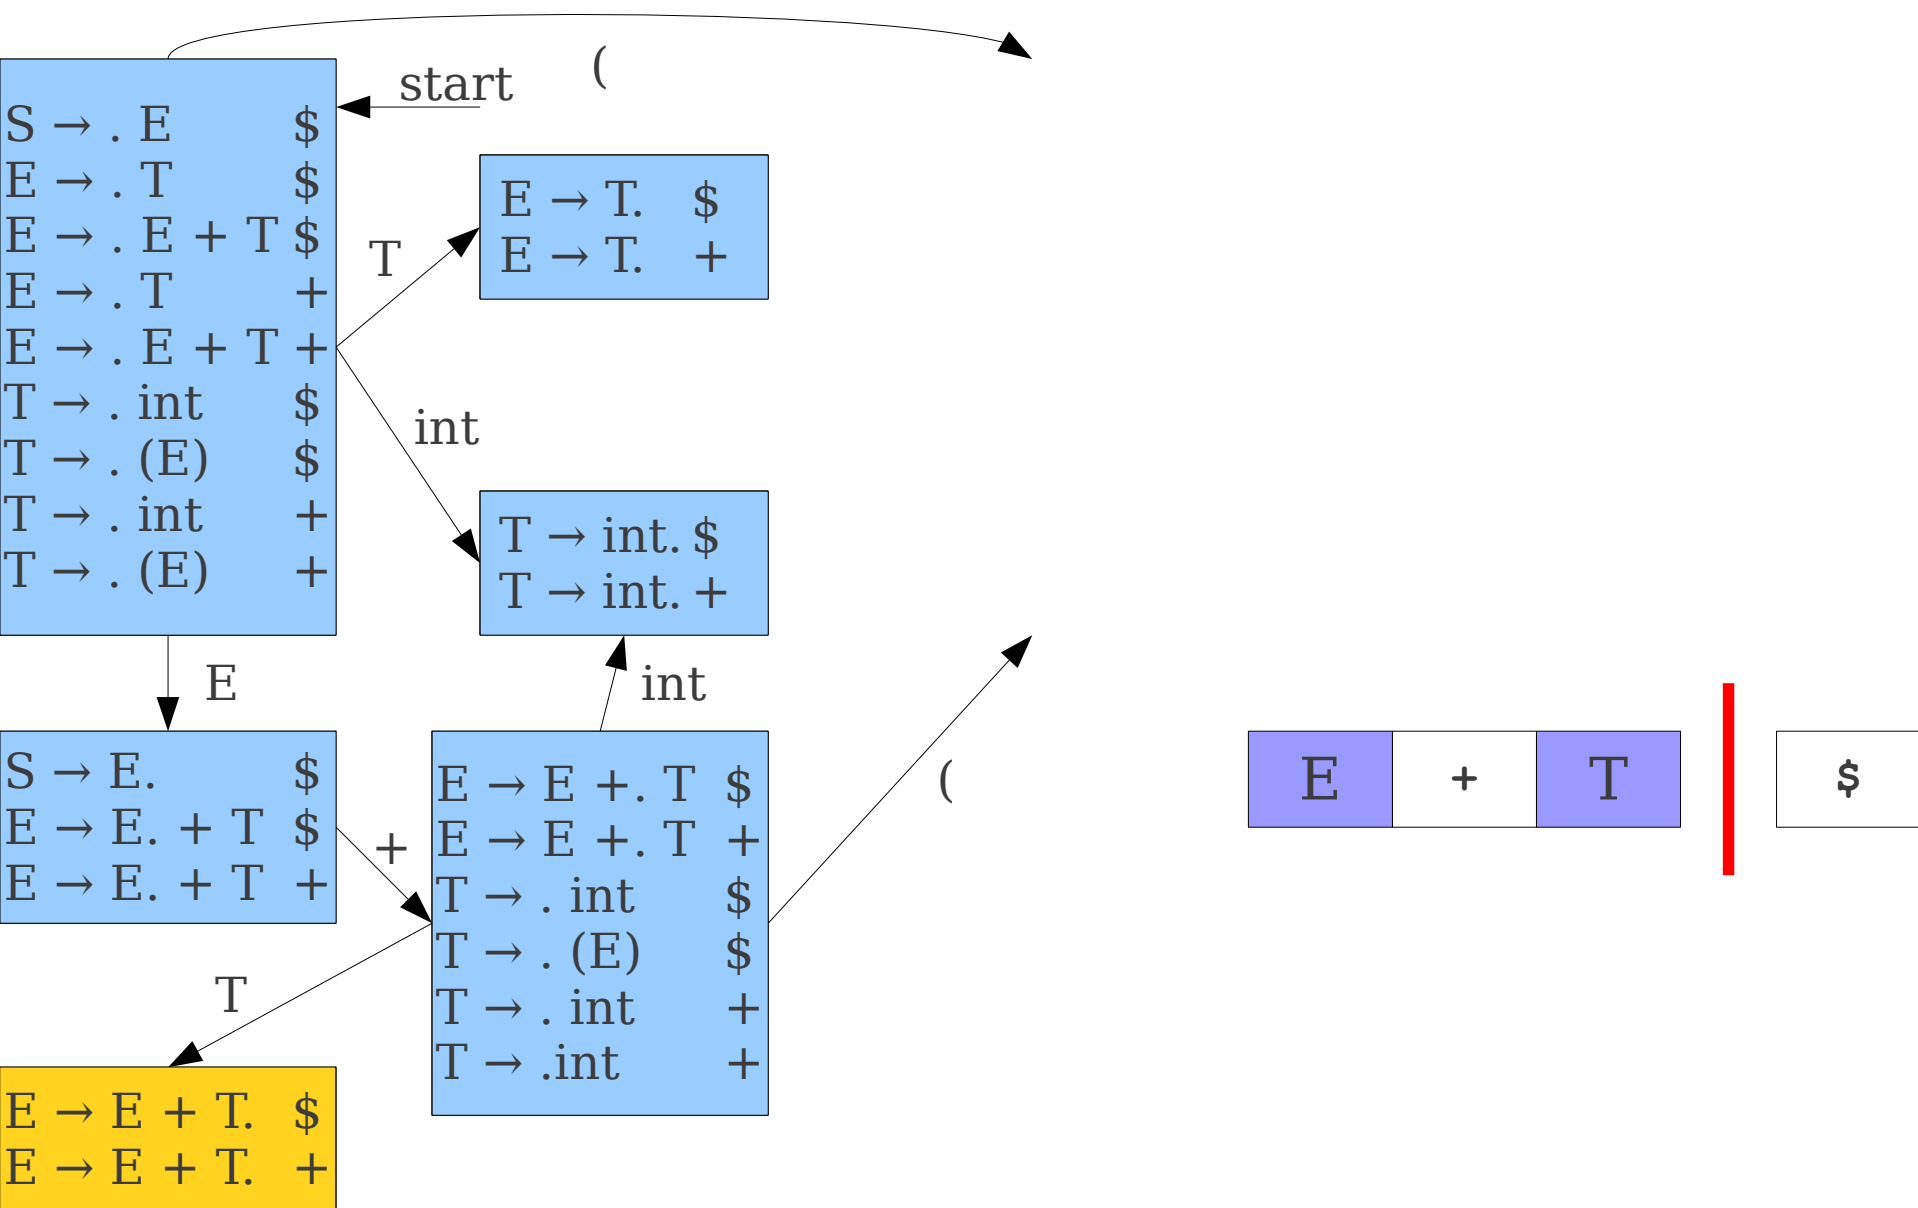 (
start
S → . E $
E → . T $
E → . E + T $
E → . T +
E → . E + T +
T → . int $
T → . (E) $
T → . int +
T → . (E) +
T
E → T. $
E → T. +
int
T → int. $
T → int. +
E
int
S → E. $
E → E. + T $
E → E. + T +
+
E → E +. T $
E → E +. T +
T → . int $
T → . (E) $
T → . int +
T → .int +
(
E + T $
T
E → E + T. $
E → E + T. +